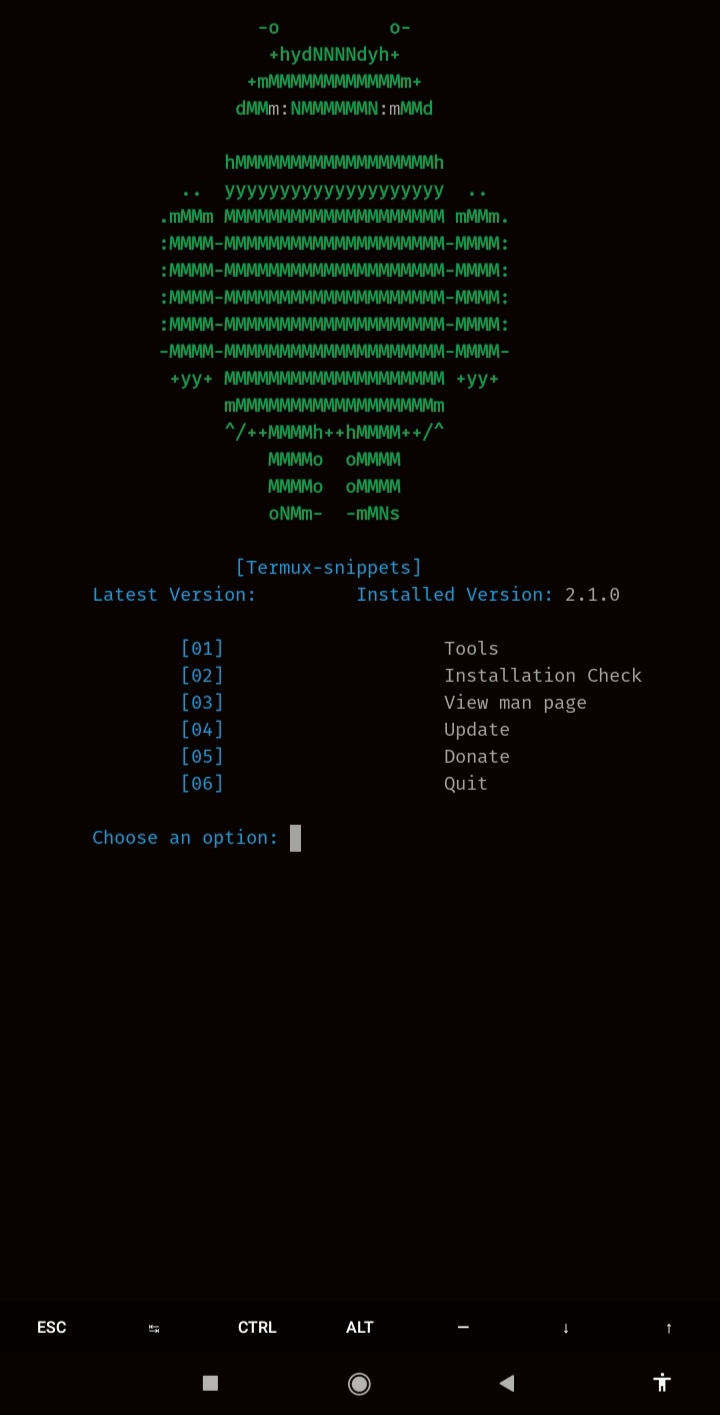 -o          o-
+hydNNNNdyh+
+mMMMMMMMMMMMMm+
dMMm:NMMMMMMN:mMMd
hMMMMMMMMMMMMMMMMMMh
..  yyyyyyyyyyyyyyyyyyyy  ..
.mMMm MMMMMMMMMMMMMMMMMMMM mMMm.
:MMMM-MMMMMMMMMMMMMMMMMMMM-MMMM:
:MMMM-MMMMMMMMMMMMMMMMMMMM-MMMM:
:MMMM-MMMMMMMMMMMMMMMMMMMM-MMMM:
:MMMM-MMMMMMMMMMMMMMMMMMMM-MMMM:
-MMMM-MMMMMMMMMMMMMMMMMMMM-MMMM-
+yy+ MMMMMMMMMMMMMMMMMMMM +yy+
mMMMMMMMMMMMMMMMMMMm
^/++MMMMh++hMMMM++/^
MMMMo  oMMMM
MMMMo  oMMMM
oNMm-  -mMNs
[Termux-snippets]
Latest Version:         Installed Version: 2.1.0
[01]                    Tools
[02]                    Installation Check
[03]                    View man page
[04]                    Update
[05]                    Donate
[06]                    Quit
Choose an option:
ESC ↹ CTRL ALT — ↓ ↑